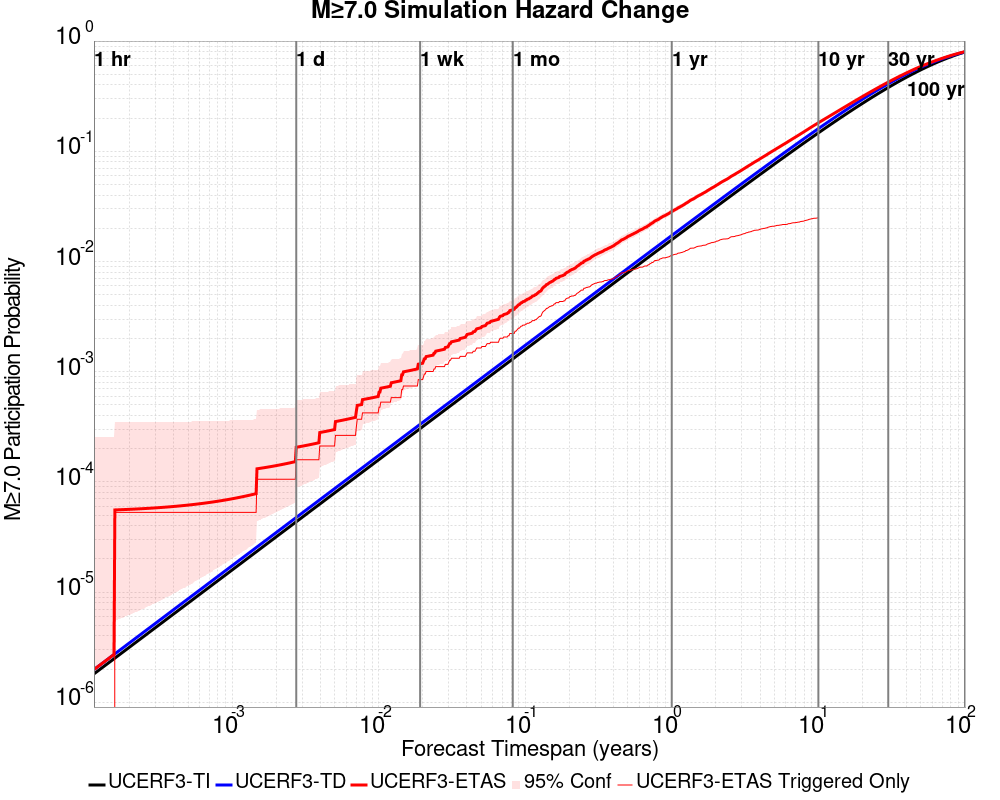 M≥7.0 Simulation Hazard Change
M≥7.0 Participation Probability
10^0
10^-1
10^-2
10^-3
10^-4
10^-5
10^-6
1 hr
1 d
1 wk
1 mo
1 yr
10 yr
30 yr
100 yr
10^-3
10^-2
10^-1
10^0
10^1
10^2
Forecast Timespan (years)
UCERF3-TI UCERF3-TD UCERF3-ETAS 95% Conf UCERF3-ETAS Triggered Only